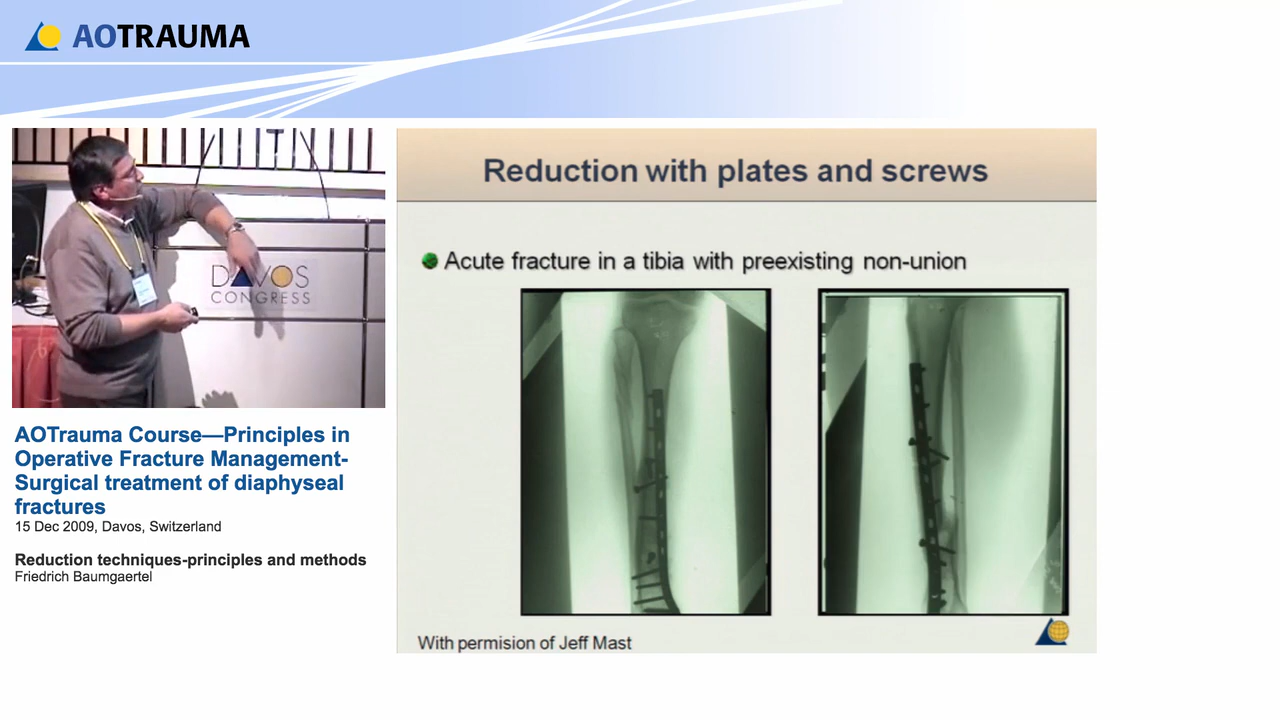 AOTRAUMA
DAVOS
CONGRESS
AOTrauma Course—Principles in
Operative Fracture Management-
Surgical treatment of diaphyseal
fractures
15 Dec 2009, Davos, Switzerland
Reduction techniques-principles and methods
Friedrich Baumgaertel
Reduction with plates and screws
Acute fracture in a tibia with preexisting non-union
With permision of Jeff Mast